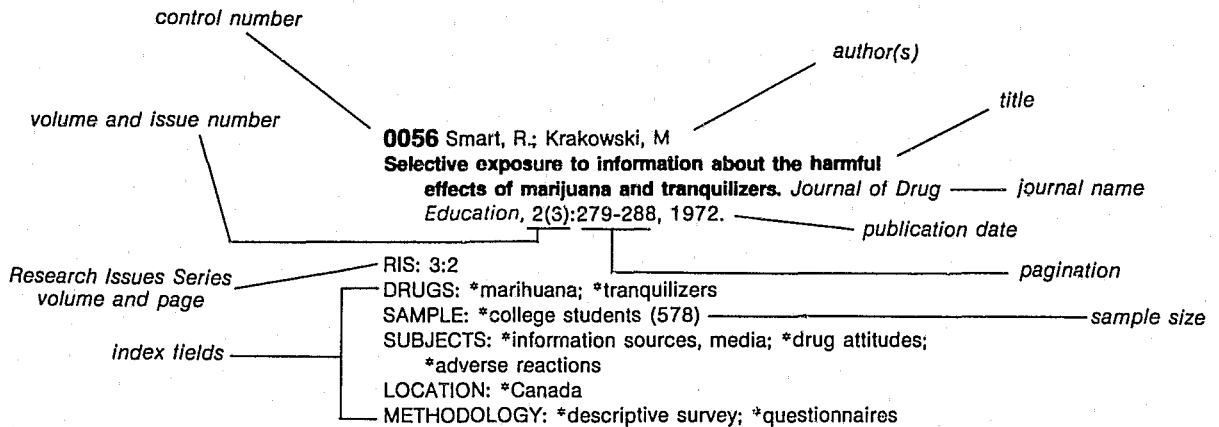 control number
author(s)
title
volume and issue number
0056 Smart, R.; Krakowski, M
Selective exposure to information about the harmful
effects of marijuana and tranquilizers. Journal of Drug
journal name
Education, 2(3):279-288, 1972.
publication date
RIS: 3:2
pagination
Research Issues Series
volume and page
DRUGS: *marihuana; *tranquilizers
SAMPLE: *college students (578)
sample size
SUBJECTS: *information sources, media; *drug attitudes;
*adverse reactions
index fields
LOCATION: *Canada
METHODOLOGY: *descriptive survey; *questionnaires